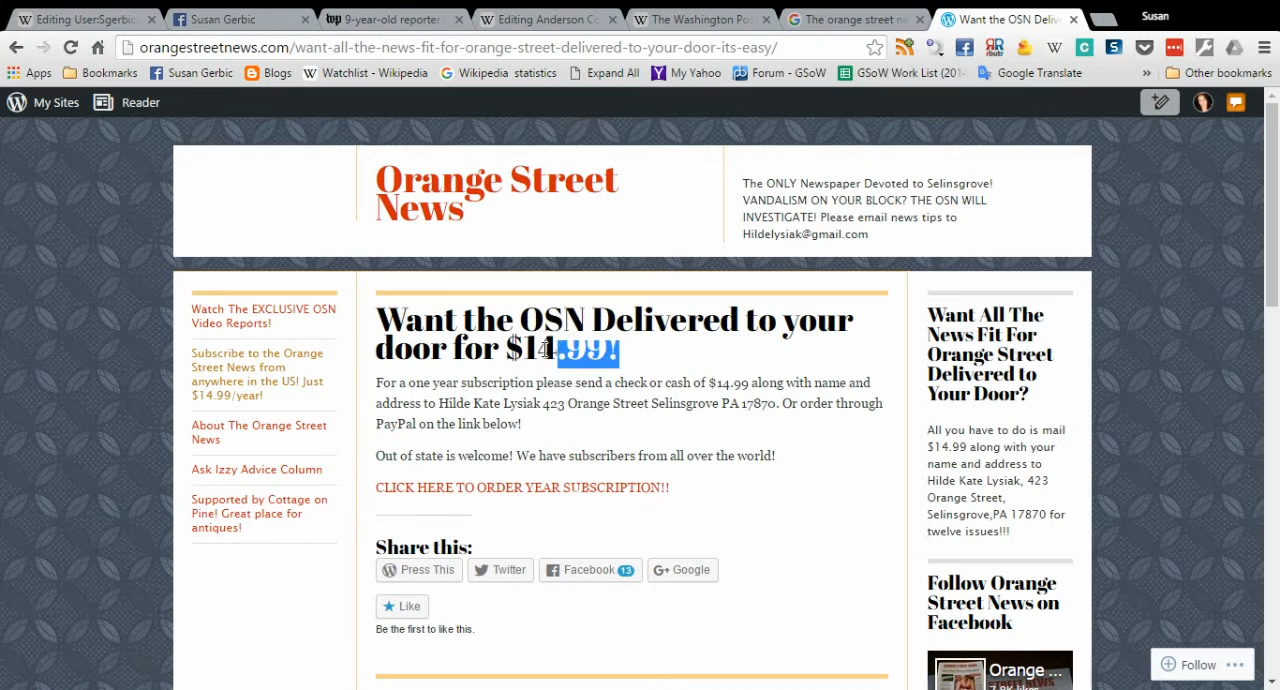 Susan
Editing UserSgerbic
Susan Gerbic
9-year-old reporter
Editing Anderson Co
The Washington Pos
The orange street ne
Want the OSN Deliv
orangestreetnews.com/want-all-the-news-fit-for-orange-street-delivered-to-your-door-its-easy/
Apps Bookmarks Susan Gerbic Blogs Watchlist - Wikipedia Wikipedia statistics Expand All My Yahoo Forum - GSoW GSoW Work List (201 Google Translate » Other bookmarks
My Sites Reader
Orange Street
News
The ONLY Newspaper Devoted to Selinsgrove!
VANDALISM ON YOUR BLOCK? THE OSN WILL
INVESTIGATE! Please email news tips to
Hildelysiak@gmail.com
Watch The EXCLUSIVE OSN
Video Reports!
Subscribe to the Orange
Street News from
anywhere in the US! Just
$14.99/year!
About The Orange Street
News
Ask Izzy Advice Column
Supported by Cottage on
Pine! Great place for
antiques!
Want the OSN Delivered to your
door for $14.99!
For a one year subscription please send a check or cash of $14.99 along with name and
address to Hilde Kate Lysiak 423 Orange Street Selinsgrove PA 17870. Or order through
PayPal on the link below!
Out of state is welcome! We have subscribers from all over the world!
CLICK HERE TO ORDER YEAR SUBSCRIPTION!!
Share this:
Press This Twitter Facebook 13 Google
Like
Be the first to like this.
Want All The
News Fit For
Orange Street
Delivered to
Your Door?
All you have to do is mail
$14.99 along with your
name and address to
Hilde Kate Lysiak, 423
Orange Street,
Selinsgrove,PA 17870 for
twelve issues!!!
Follow Orange
Street News on
Facebook
Orange ...
7.8K likes
Follow